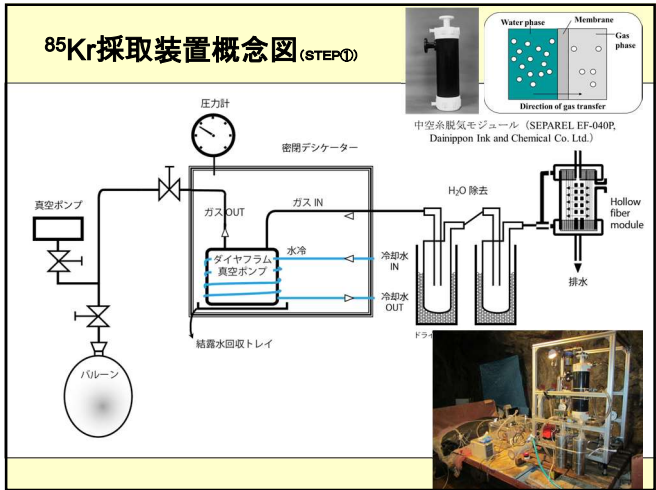 ⁸⁵Kr採取装置概念図(STEP①)
Water phase
Membrane
Gas
phase
Direction of gas transfer
中空糸脱気モジュール（SEPAREL EF-040P,
Dainippon Ink and Chemical Co. Ltd.）
圧力計
密閉デシケーター
真空ポンプ
ガス OUT
ガス IN
H₂O 除去
Hollow
fiber
module
ダイヤフラム
真空ポンプ
水冷
冷却水
IN
冷却水
OUT
排水
結露水回収トレイ
ドライ
バルーン